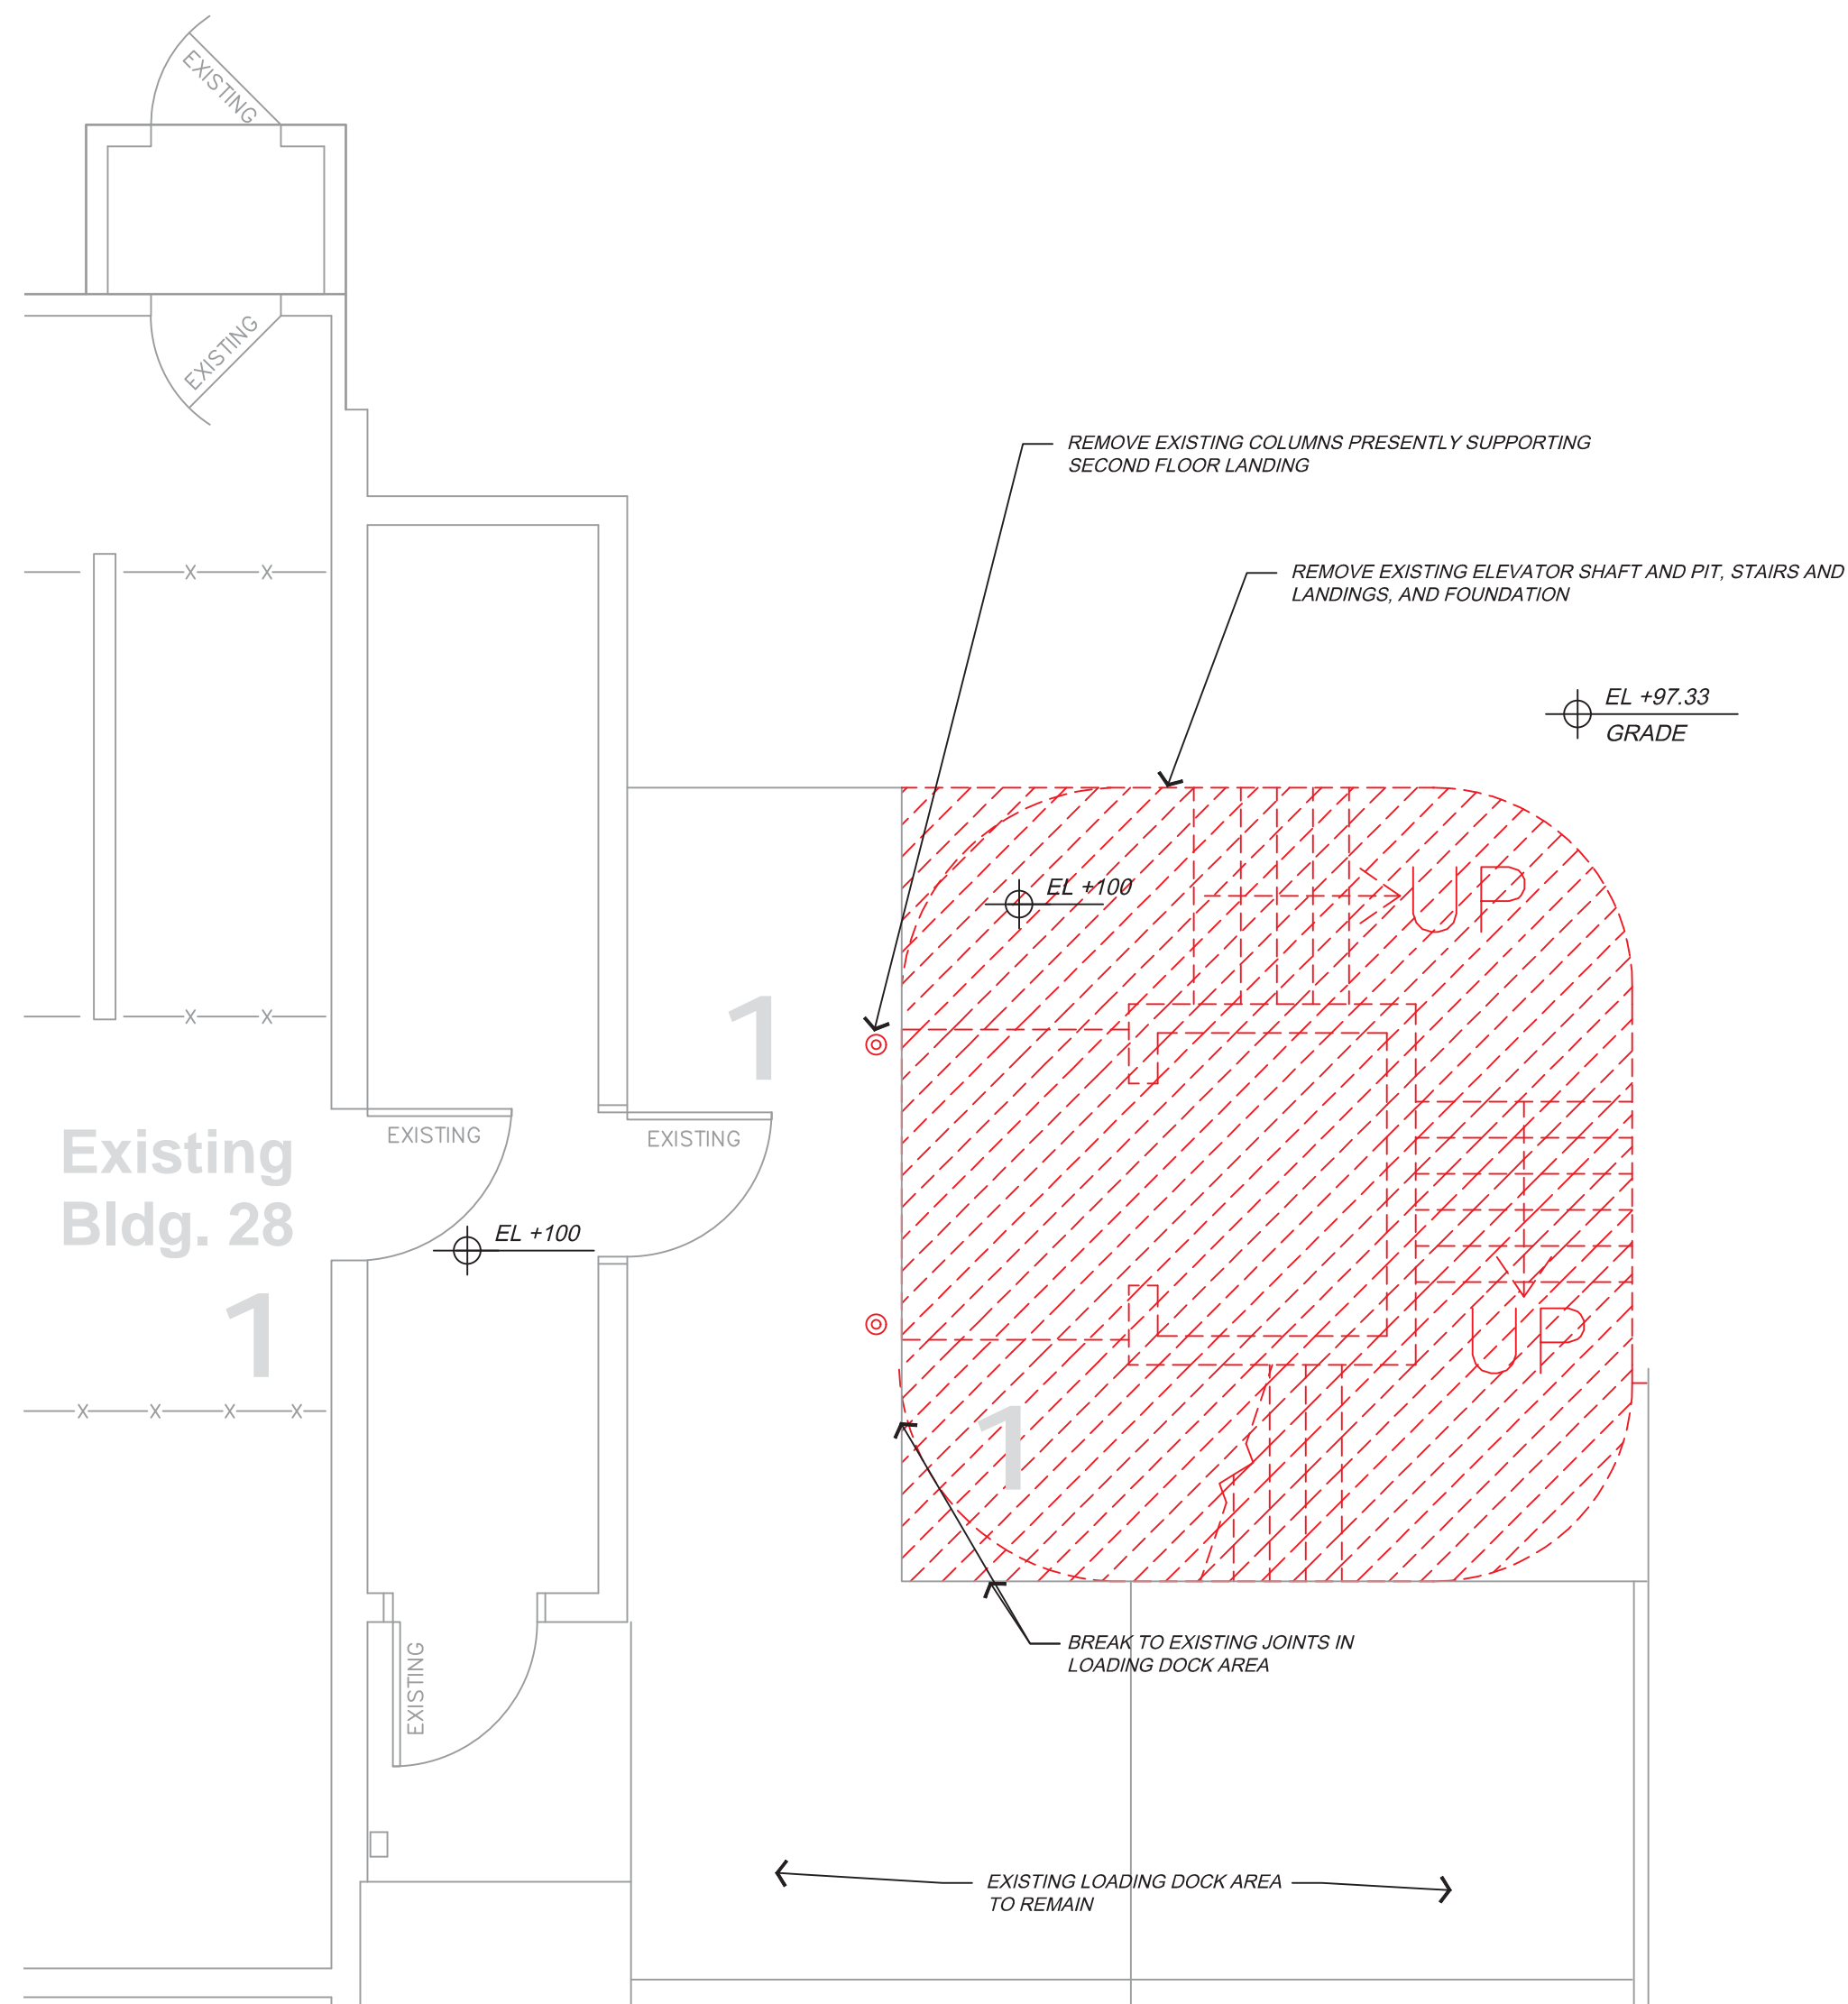 EXISTING
EXISTING
REMOVE EXISTING COLUMNS PRESENTLY SUPPORTING
SECOND FLOOR LANDING
REMOVE EXISTING ELEVATOR SHAFT AND PIT, STAIRS AND
LANDINGS, AND FOUNDATION
EL +97.33
GRADE
X X
EL +100
UP
X X
1
EXISTING
EXISTING
Existing
Bldg. 28
EL +100
1
UP
X X X X
1
BREAK TO EXISTING JOINTS IN
LOADING DOCK AREA
EXISTING
EXISTING LOADING DOCK AREA
TO REMAIN